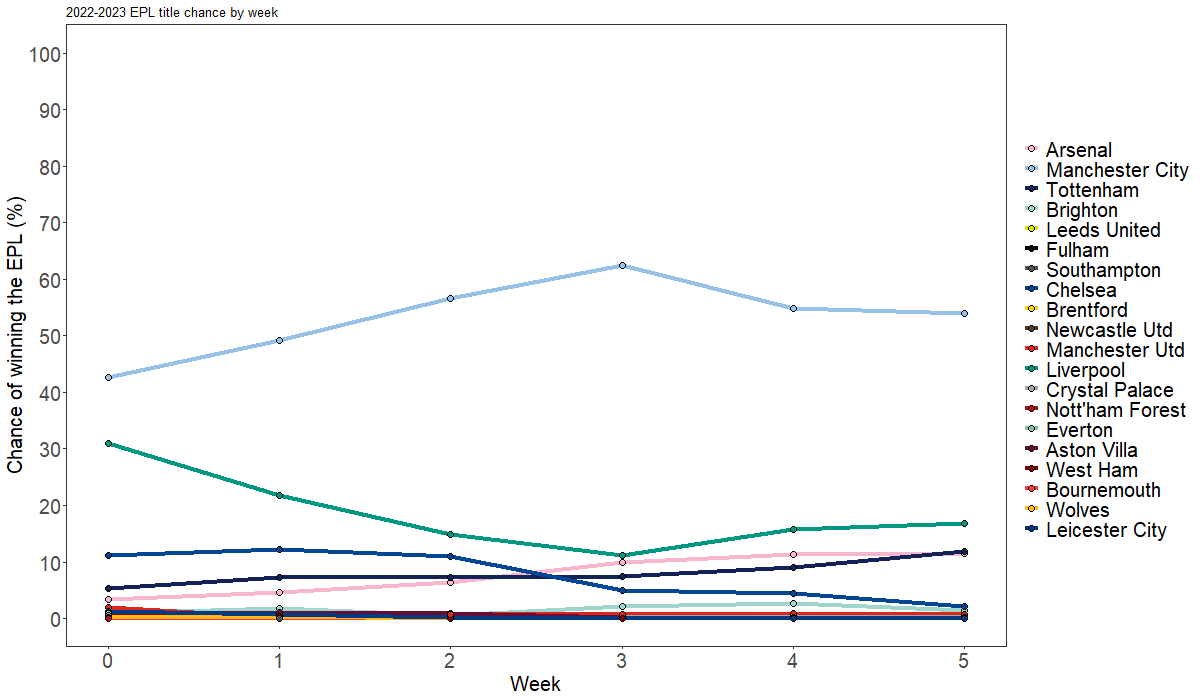 2022-2023 EPL title chance by week
Chance of winning the EPL (%)
100
90
80
70
60
50
40
30
20
10
0
0 1 2 3 4 5
Week
Arsenal
Manchester City
Tottenham
Brighton
Leeds United
Fulham
Southampton
Chelsea
Brentford
Newcastle Utd
Manchester Utd
Liverpool
Crystal Palace
Nott'ham Forest
Everton
Aston Villa
West Ham
Bournemouth
Wolves
Leicester City